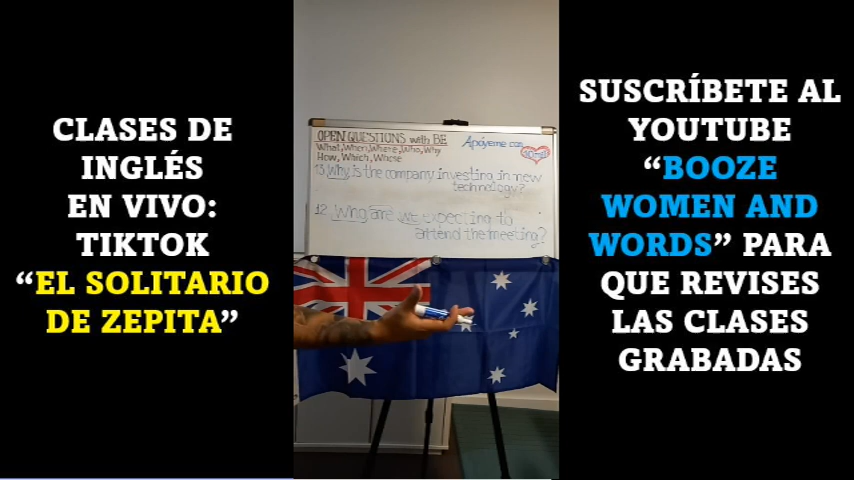 CLASES DE
INGLÉS
EN VIVO:
TIKTOK
“EL SOLITARIO
DE ZEPITA”
OPEN QUESTIONS with BE
What, When, Where, Who, Why
How, Which, Whose
Apóyeme con
13 Why is the company investing in new
technology?
12 are we expecting to
attend the meeting?
SUSCRÍBETE AL
YOUTUBE
“BOOZE
WOMEN AND
WORDS” PARA
QUE REVISES
LAS CLASES
GRABADAS